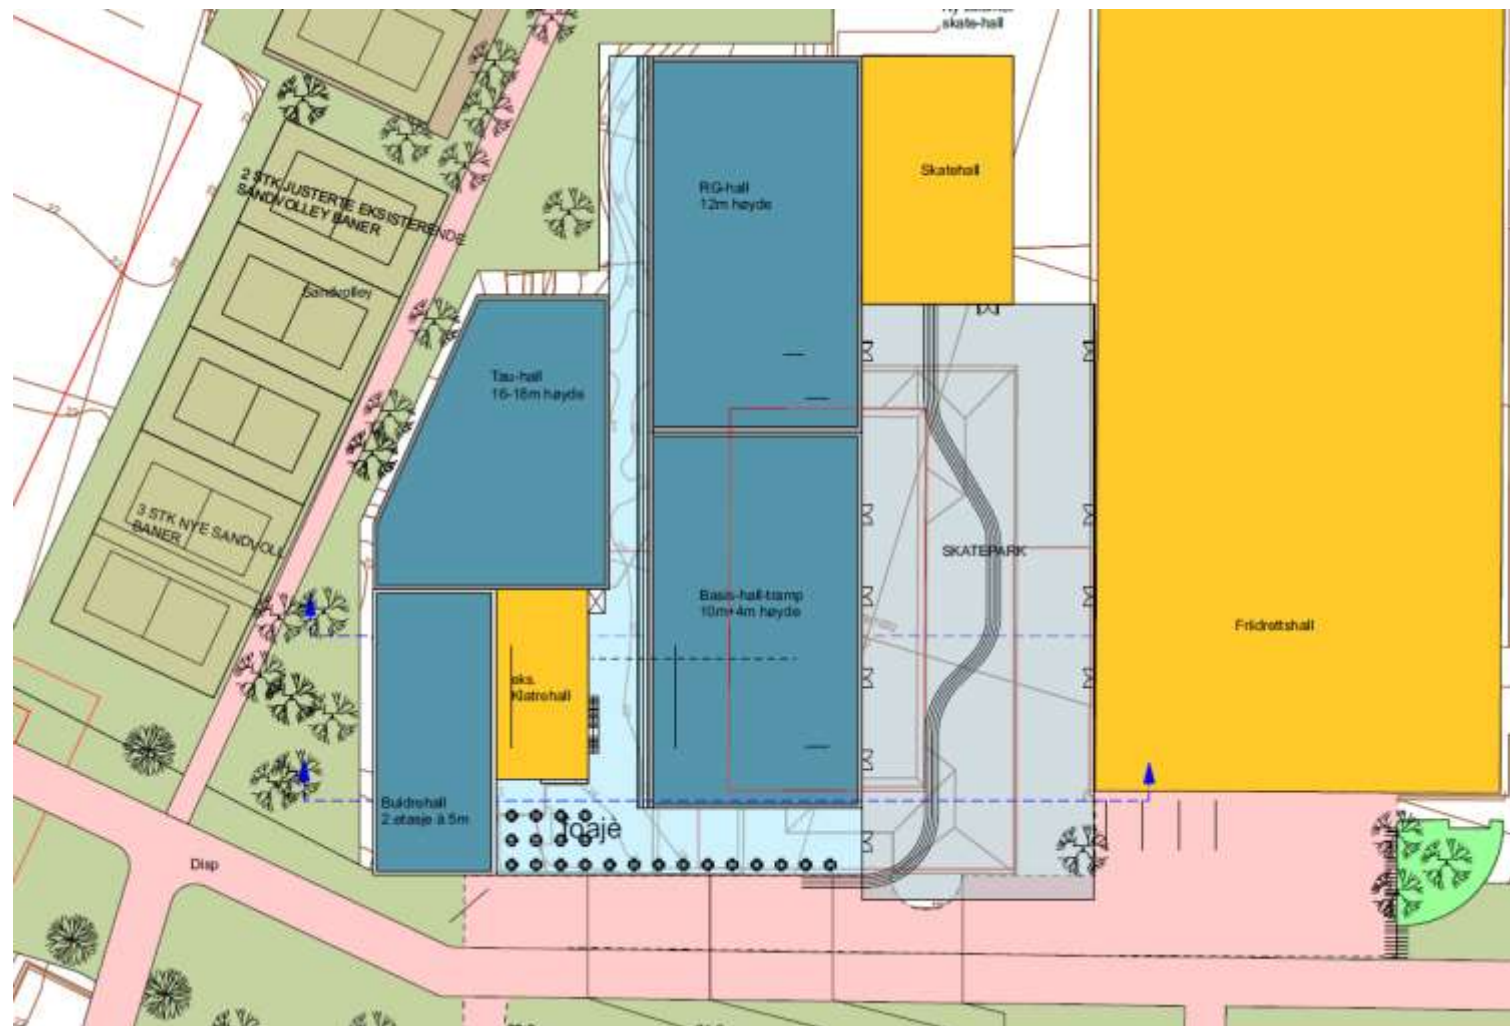 skate-hall
Skatehall
RG-hall
12m høyde
2 STK JUSTERTE EKSISTERENDE
SANDVOLLEY BANER
Sandvolley
Tau-hall
16-18m høyde
3 STK NYE SANDVOLL
BANER
SKATEPARK
Basis-hall-tramp
10m+4m høyde
Friidrettshall
eks.
Klatrehall
Buldrehall
2.etasje à 5m
foaje
Disp